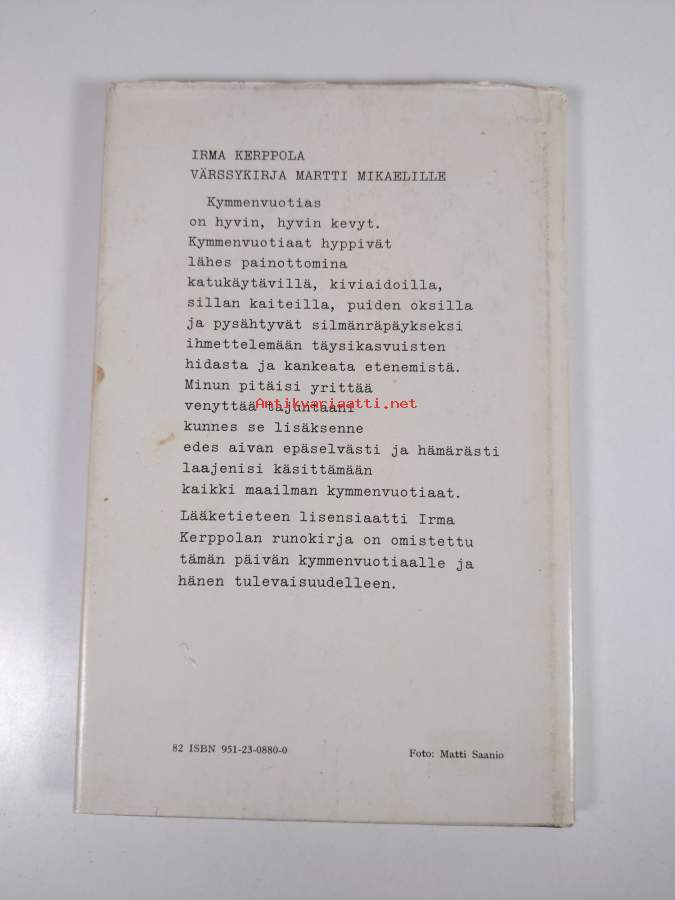 IRMA KERPPOLA
VÄRSSYKIRJA MARTTI MIKAELILLE
Kymmenvuotias
on hyvin, hyvin kevyt.
Kymmenvuotiaat hyppivät
lähes painottomina
katukäytävillä, kiviaidoilla,
sillan kaiteilla, puiden oksilla
ja pysähtyvät silmänräpäykseksi
ihmettelemään täysikasvuisten
hidasta ja kankeata etenemistä.
Minun pitäisi yrittää
venyttää tajuntaani
Antikvariaatti.net
kunnes se lisäksenne
edes aivan epäselvästi ja hämärästi
laajenisi käsittämään
kaikki maailman kymmenvuotiaat.
Lääketieteen lisensiaatti Irma
Kerppolan runokirja on omistettu
tämän päivän kymmenvuotiaalle ja
hänen tulevaisuudelleen.
82 ISBN 951-23-0880-0
Foto: Matti Saanio